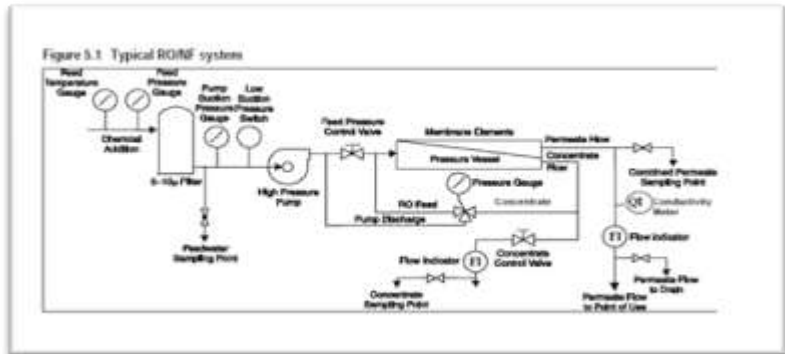 Figure 5.1 Typical RO/NF system
Feed
Temperature
Gauge
Feed
Pressure
Gauge
Pump
Suction
Pressure
Gauge
Low
Suction
Pressure
Switch
Chemical
Addition
5-10µ Filter
High Pressure
Pump
Feedwater
Sampling Point
Feed Pressure
Control Valve
Membrane Elements
Pressure Vessel
Permeate Flow
Concentrate
Flow
Combined Permeate
Sampling Point
Pressure Gauge
RO Feed
Concentrate
Pump Discharge
QE
Conductivity
Meter
FI
Flow Indicator
Flow Indicator
FI
Concentrate
Control Valve
Concentrate
Sampling Point
Permeate Flow
to Drain
Permeate Flow
to Point of Use